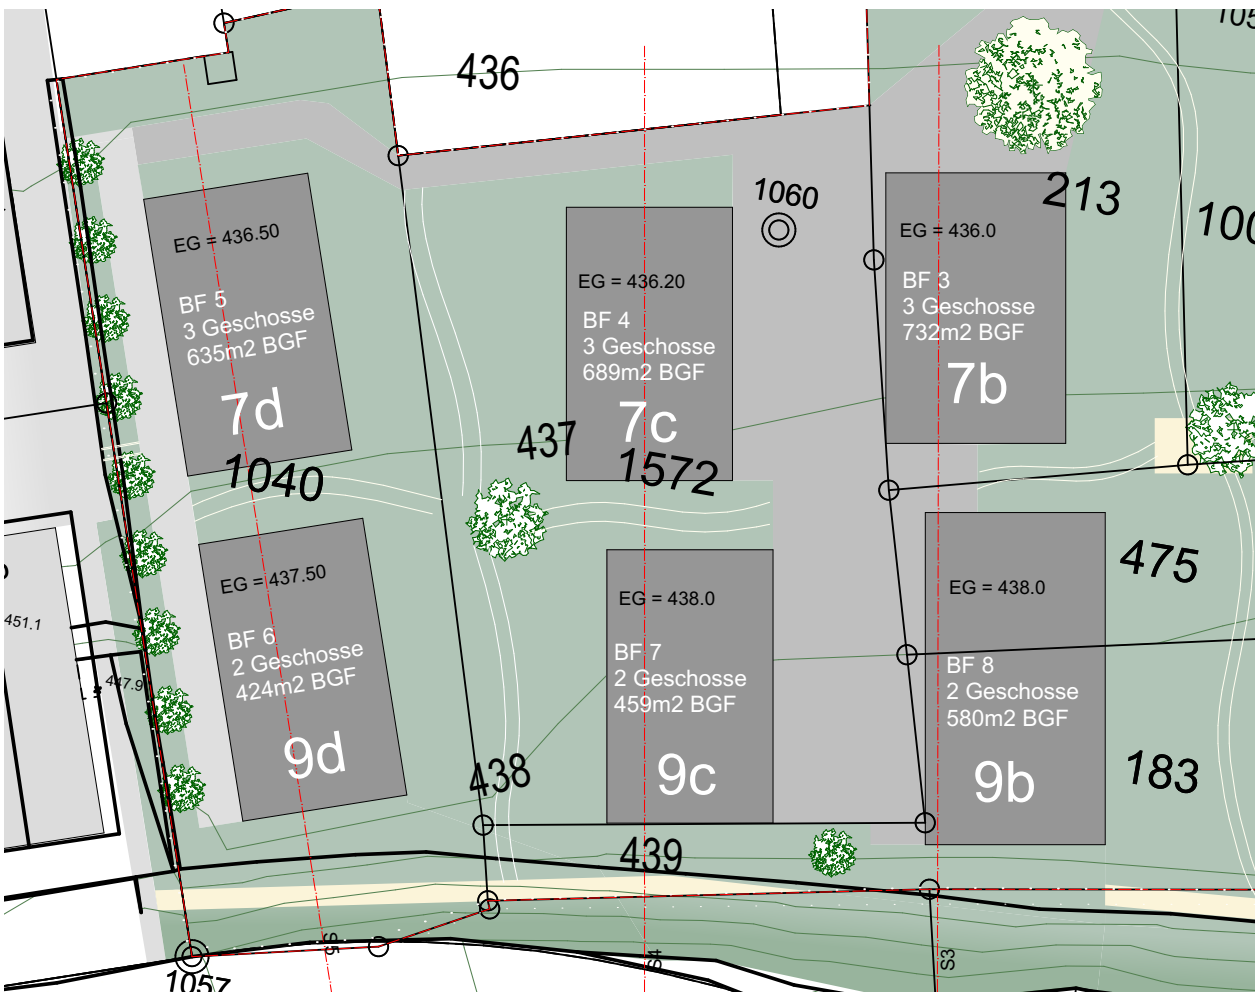 436
213
1060
EG = 436.50
BF 5
3 Geschosse
635m2 BGF
7d
EG = 436.20
BF 4
3 Geschosse
689m2 BGF
7c
EG = 436.0
BF 3
3 Geschosse
732m2 BGF
7b
437
1040
1572
EG = 437.50
BF 6
2 Geschosse
424m2 BGF
9d
EG = 438.0
BF 7
2 Geschosse
459m2 BGF
9c
EG = 438.0
BF 8
2 Geschosse
580m2 BGF
9b
475
451.1
447.9
438
183
439
S5
S4
S3
1057